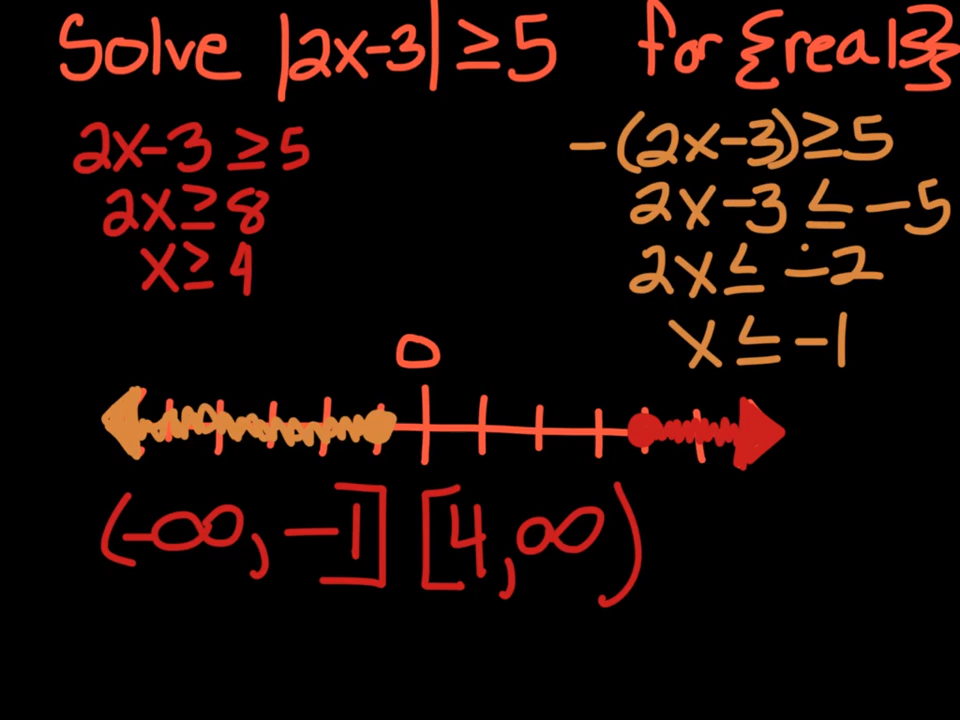 Solve |2x-3| ≥ 5 for {reals}
2x-3 ≥ 5
2x ≥ 8
x ≥ 4
-(2x-3) ≥ 5
2x-3 ≤ -5
2x ≤ -2
x ≤ -1
0
(-∞, -1] [4, ∞)